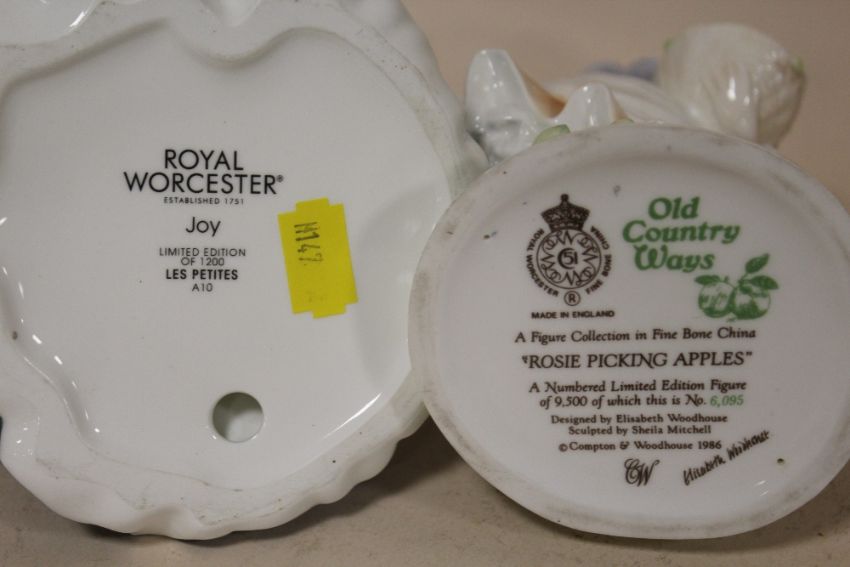 ROYAL
WORCESTER®
ESTABLISHED 1751
Joy
LIMITED EDITION
OF 1200
LES PETITES
A10
ROYAL WORCESTER FINE BONE CHINA
51
®
MADE IN ENGLAND
Old
Country
Ways
A Figure Collection in Fine Bone China
"ROSIE PICKING APPLES"
A Numbered Limited Edition Figure
of 9,500 of which this is No. 6,095
Designed by Elisabeth Woodhouse
Sculpted by Sheila Mitchell
© Compton & Woodhouse 1986
CW
Elisabeth Woodhouse